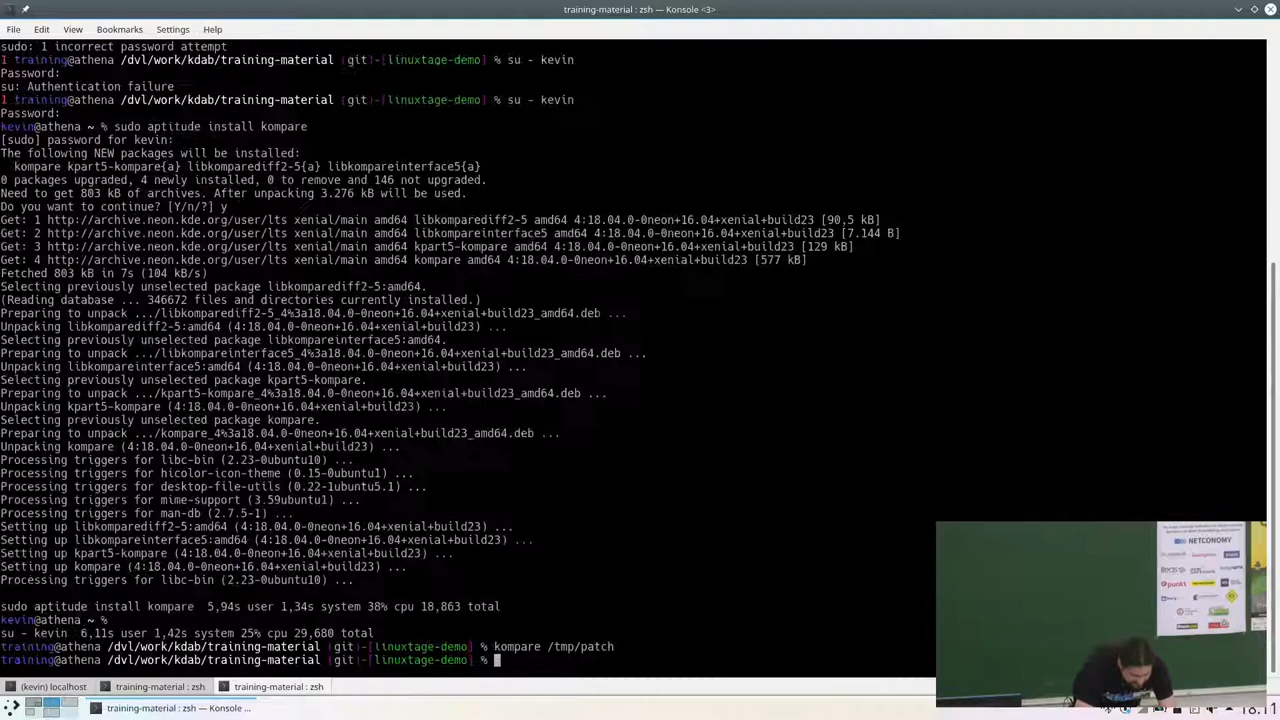 training-material : zsh — Konsole <3>
File Edit View Bookmarks Settings Help
sudo: 1 incorrect password attempt
1 training@athena /dvl/work/kdab/training-material (git)-[linuxtage-demo] % su - kevin
Password:
su: Authentication failure
1 training@athena /dvl/work/kdab/training-material (git)-[linuxtage-demo] % su - kevin
Password:
kevin@athena ~ % sudo aptitude install kompare
[sudo] password for kevin:
The following NEW packages will be installed:
kompare kpart5-kompare{a} libkomparediff2-5{a} libkompareinterface5{a}
0 packages upgraded, 4 newly installed, 0 to remove and 146 not upgraded.
Need to get 803 kB of archives. After unpacking 3.276 kB will be used.
Do you want to continue? [Y/n/?] y
Get: 1 http://archive.neon.kde.org/user/lts xenial/main amd64 libkomparediff2-5 amd64 4:18.04.0-0neon+16.04+xenial+build23 [90,5 kB]
Get: 2 http://archive.neon.kde.org/user/lts xenial/main amd64 libkompareinterface5 amd64 4:18.04.0-0neon+16.04+xenial+build23 [7.144 B]
Get: 3 http://archive.neon.kde.org/user/lts xenial/main amd64 kpart5-kompare amd64 4:18.04.0-0neon+16.04+xenial+build23 [129 kB]
Get: 4 http://archive.neon.kde.org/user/lts xenial/main amd64 kompare amd64 4:18.04.0-0neon+16.04+xenial+build23 [577 kB]
Fetched 803 kB in 7s (104 kB/s)
Selecting previously unselected package libkomparediff2-5:amd64.
(Reading database ... 346672 files and directories currently installed.)
Preparing to unpack .../libkomparediff2-5_4%3a18.04.0-0neon+16.04+xenial+build23_amd64.deb ...
Unpacking libkomparediff2-5:amd64 (4:18.04.0-0neon+16.04+xenial+build23) ...
Selecting previously unselected package libkompareinterface5:amd64.
Preparing to unpack .../libkompareinterface5_4%3a18.04.0-0neon+16.04+xenial+build23_amd64.deb ...
Unpacking libkompareinterface5:amd64 (4:18.04.0-0neon+16.04+xenial+build23) ...
Selecting previously unselected package kpart5-kompare.
Preparing to unpack .../kpart5-kompare_4%3a18.04.0-0neon+16.04+xenial+build23_amd64.deb ...
Unpacking kpart5-kompare (4:18.04.0-0neon+16.04+xenial+build23) ...
Selecting previously unselected package kompare.
Preparing to unpack .../kompare_4%3a18.04.0-0neon+16.04+xenial+build23_amd64.deb ...
Unpacking kompare (4:18.04.0-0neon+16.04+xenial+build23) ...
Processing triggers for libc-bin (2.23-0ubuntu10) ...
Processing triggers for hicolor-icon-theme (0.15-0ubuntu1) ...
Processing triggers for desktop-file-utils (0.22-1ubuntu5.1) ...
Processing triggers for mime-support (3.59ubuntu1) ...
Processing triggers for man-db (2.7.5-1) ...
Setting up libkomparediff2-5:amd64 (4:18.04.0-0neon+16.04+xenial+build23) ...
Setting up libkompareinterface5:amd64 (4:18.04.0-0neon+16.04+xenial+build23) ...
Setting up kpart5-kompare (4:18.04.0-0neon+16.04+xenial+build23) ...
Setting up kompare (4:18.04.0-0neon+16.04+xenial+build23) ...
Processing triggers for libc-bin (2.23-0ubuntu10) ...
sudo aptitude install kompare 5,94s user 1,34s system 38% cpu 18,863 total
kevin@athena ~ %
su - kevin 6,11s user 1,42s system 25% cpu 29,680 total
training@athena /dvl/work/kdab/training-material (git)-[linuxtage-demo] % kompare /tmp/patch
training@athena /dvl/work/kdab/training-material (git)-[linuxtage-demo] %
NETCONOMY
punkt
(kevin) localhost training-material : zsh training-material : zsh
training-material : zsh — Konsole ...
18:11